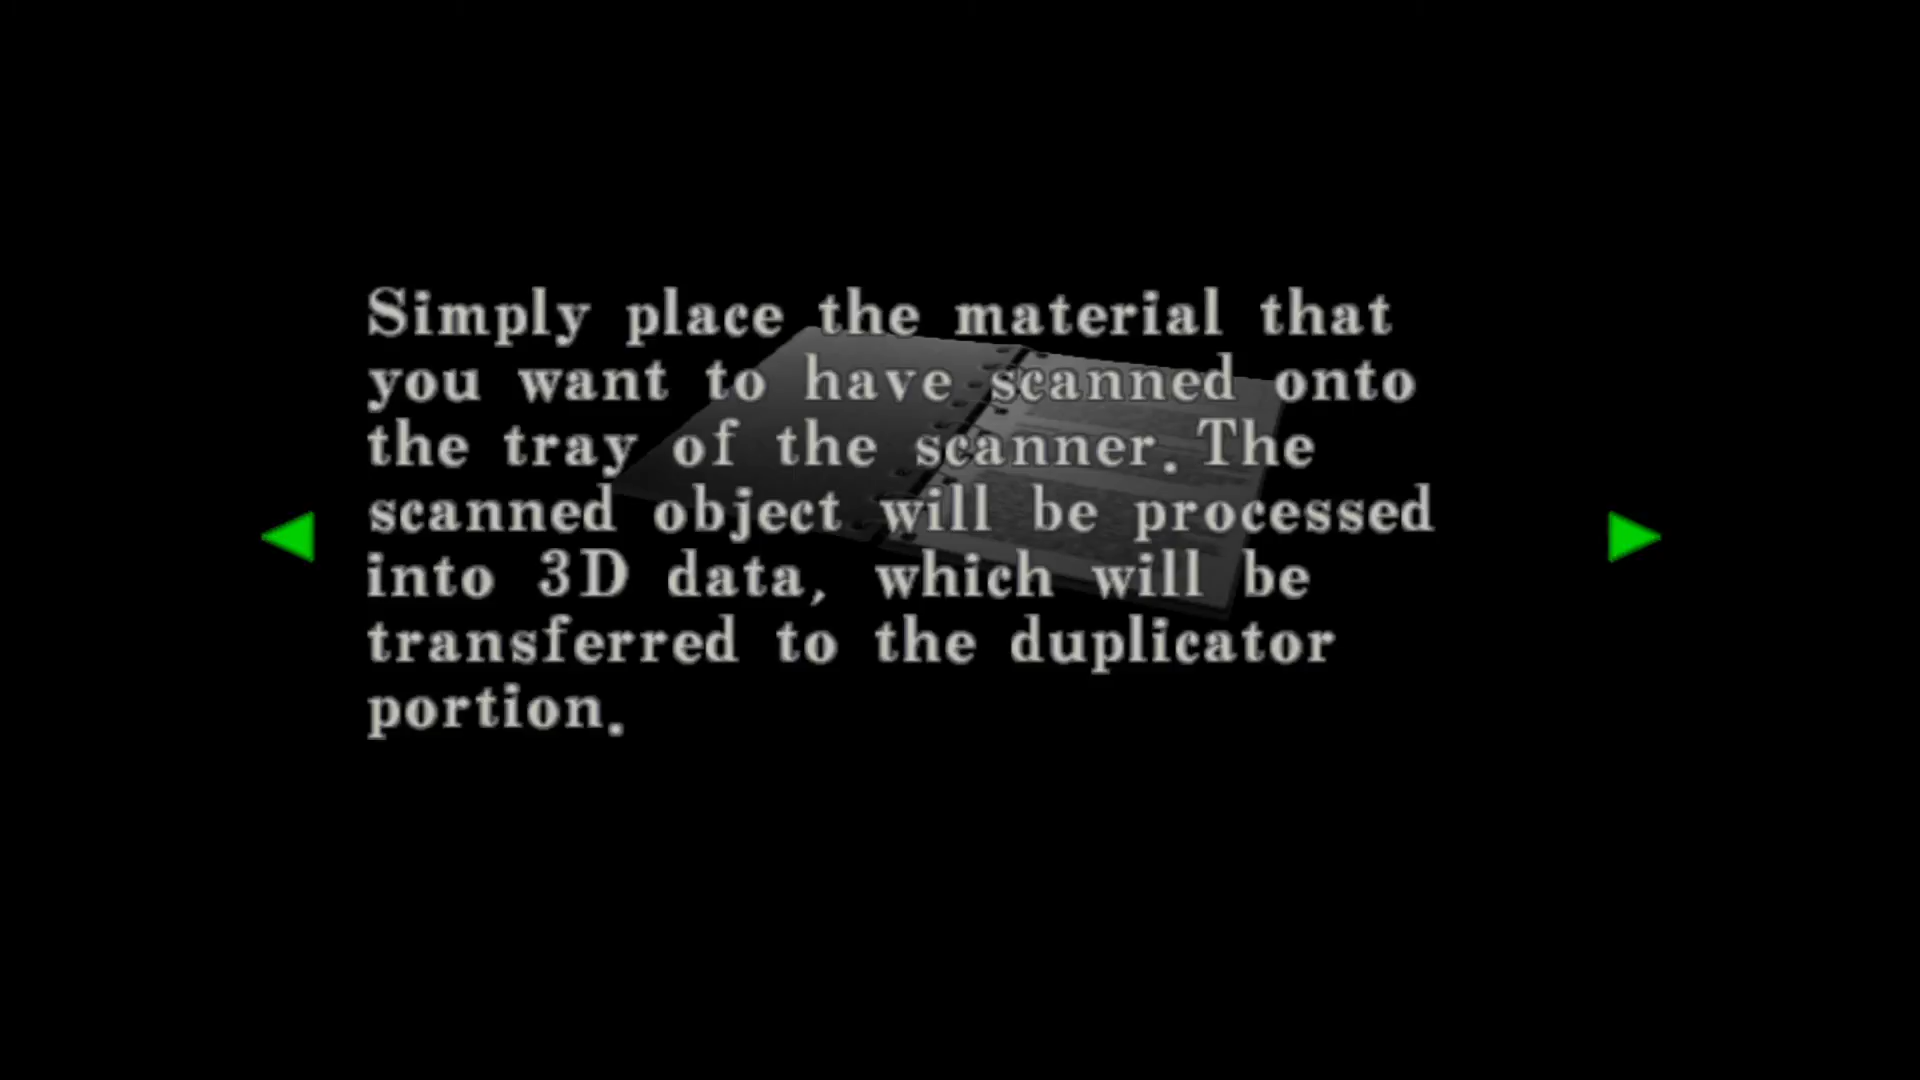 Simply place the material that
you want to have scanned onto
the tray of the scanner. The
scanned object will be processed
into 3D data, which will be
transferred to the duplicator
portion.